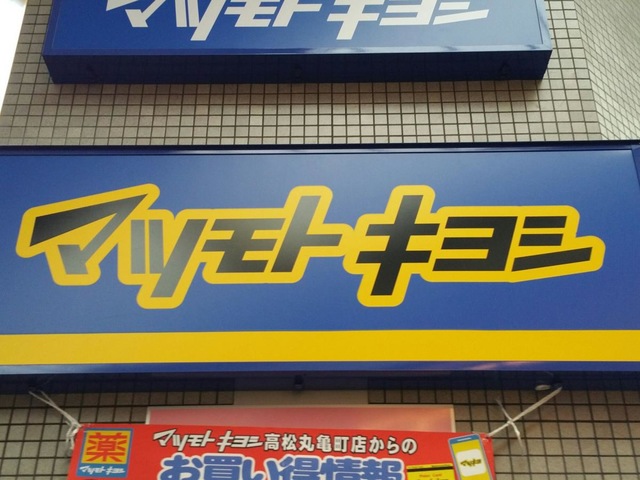 マツモトキヨシ
マツモトキヨシ
薬
マツモトキヨシ
マツモトキヨシ高松丸亀町店からの
お買い得情報